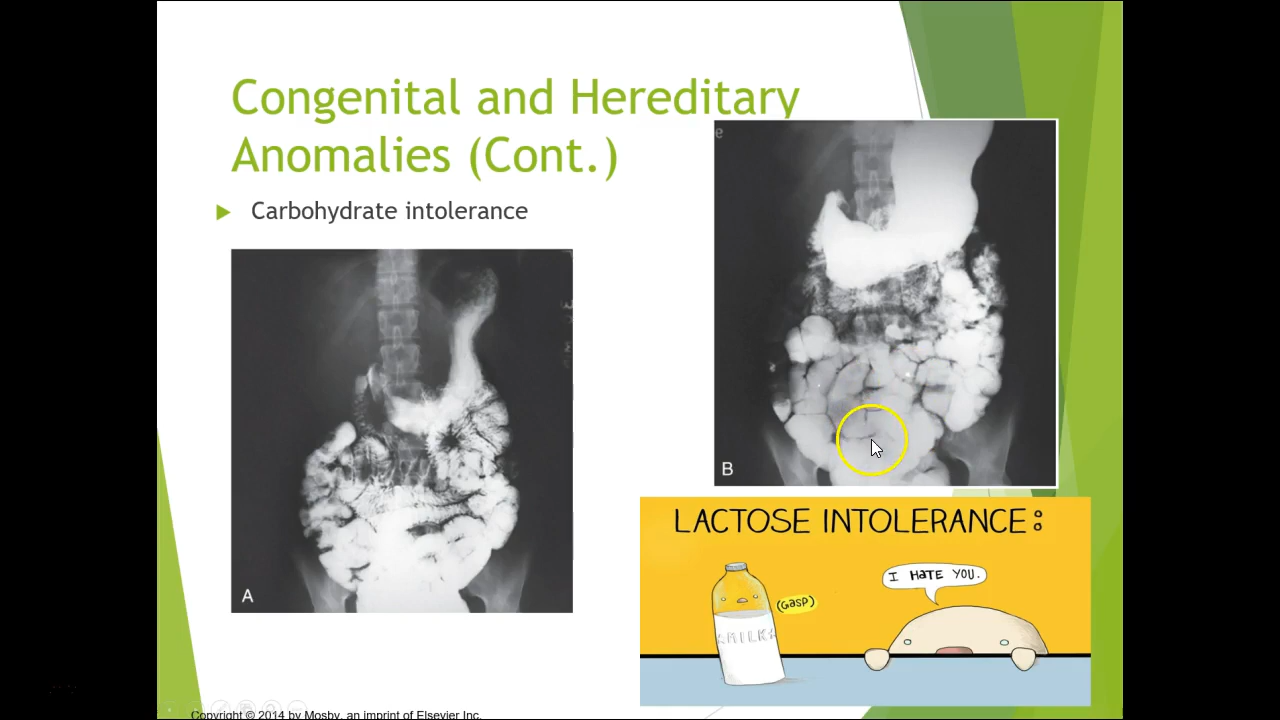 Congenital and Hereditary
Anomalies (Cont.)
Carbohydrate intolerance
A
e
B
LACTOSE INTOLERANCE:
I HATE YOU.
(GASP)
MILK
Copyright © 2014 by Mosby, an imprint of Elsevier Inc.